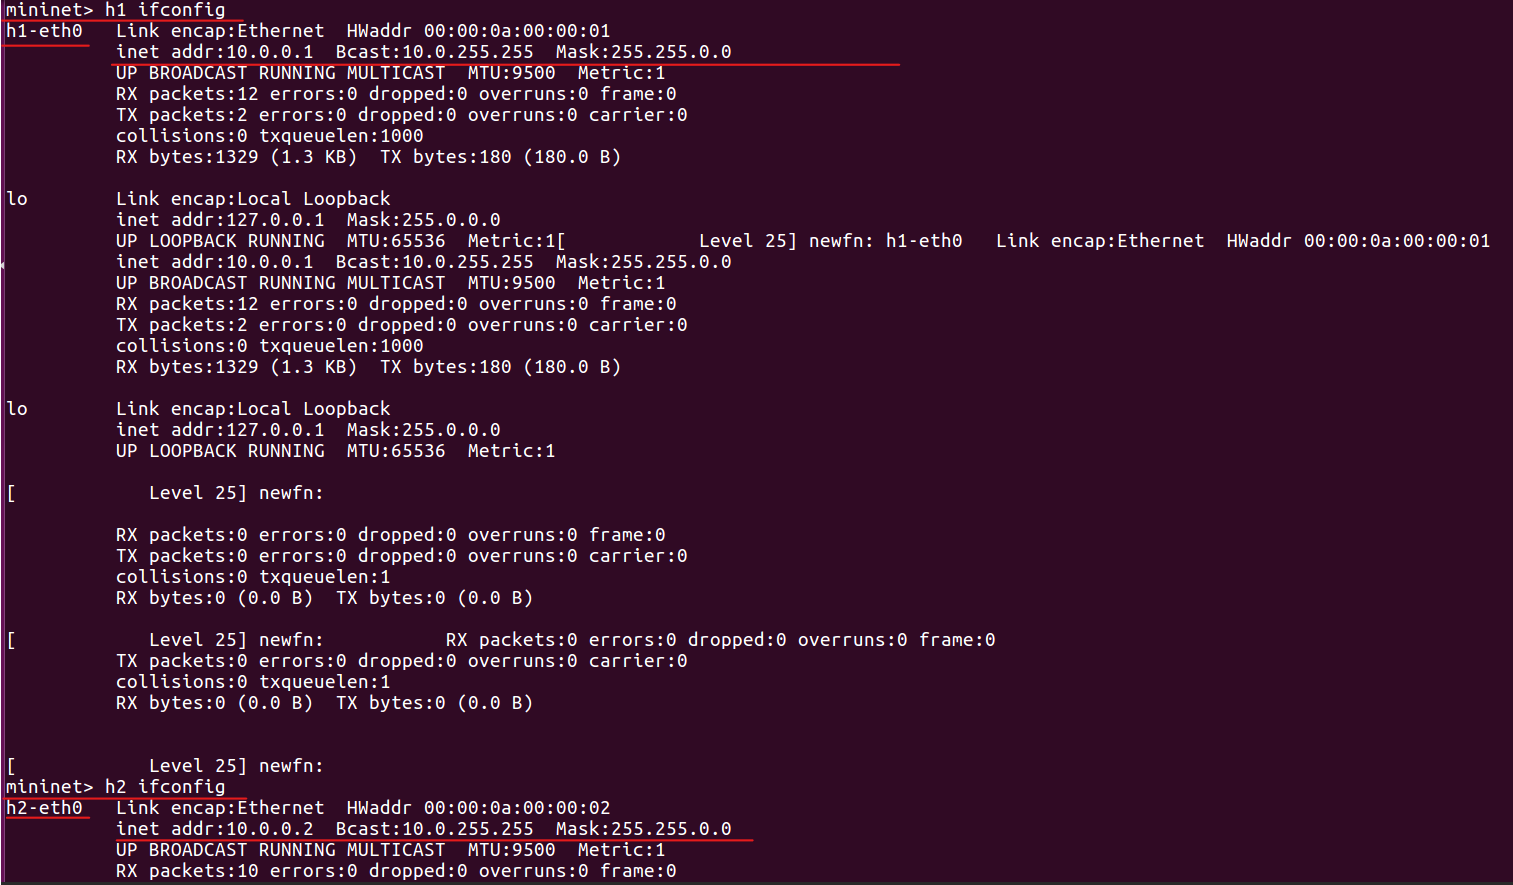 mininet> h1 ifconfig
h1-eth0   Link encap:Ethernet  HWaddr 00:00:0a:00:00:01
          inet addr:10.0.0.1  Bcast:10.0.255.255  Mask:255.255.0.0
          UP BROADCAST RUNNING MULTICAST  MTU:9500  Metric:1
          RX packets:12 errors:0 dropped:0 overruns:0 frame:0
          TX packets:2 errors:0 dropped:0 overruns:0 carrier:0
          collisions:0 txqueuelen:1000
          RX bytes:1329 (1.3 KB)  TX bytes:180 (180.0 B)

lo        Link encap:Local Loopback
          inet addr:127.0.0.1  Mask:255.0.0.0
          UP LOOPBACK RUNNING  MTU:65536  Metric:1[            Level 25] newfn: h1-eth0   Link encap:Ethernet  HWaddr 00:00:0a:00:00:01
          inet addr:10.0.0.1  Bcast:10.0.255.255  Mask:255.255.0.0
          UP BROADCAST RUNNING MULTICAST  MTU:9500  Metric:1
          RX packets:12 errors:0 dropped:0 overruns:0 frame:0
          TX packets:2 errors:0 dropped:0 overruns:0 carrier:0
          collisions:0 txqueuelen:1000
          RX bytes:1329 (1.3 KB)  TX bytes:180 (180.0 B)

lo        Link encap:Local Loopback
          inet addr:127.0.0.1  Mask:255.0.0.0
          UP LOOPBACK RUNNING  MTU:65536  Metric:1

[            Level 25] newfn:

          RX packets:0 errors:0 dropped:0 overruns:0 frame:0
          TX packets:0 errors:0 dropped:0 overruns:0 carrier:0
          collisions:0 txqueuelen:1
          RX bytes:0 (0.0 B)  TX bytes:0 (0.0 B)

[            Level 25] newfn:           RX packets:0 errors:0 dropped:0 overruns:0 frame:0
          TX packets:0 errors:0 dropped:0 overruns:0 carrier:0
          collisions:0 txqueuelen:1
          RX bytes:0 (0.0 B)  TX bytes:0 (0.0 B)

[            Level 25] newfn:
mininet> h2 ifconfig
h2-eth0   Link encap:Ethernet  HWaddr 00:00:0a:00:00:02
          inet addr:10.0.0.2  Bcast:10.0.255.255  Mask:255.255.0.0
          UP BROADCAST RUNNING MULTICAST  MTU:9500  Metric:1
          RX packets:10 errors:0 dropped:0 overruns:0 frame:0